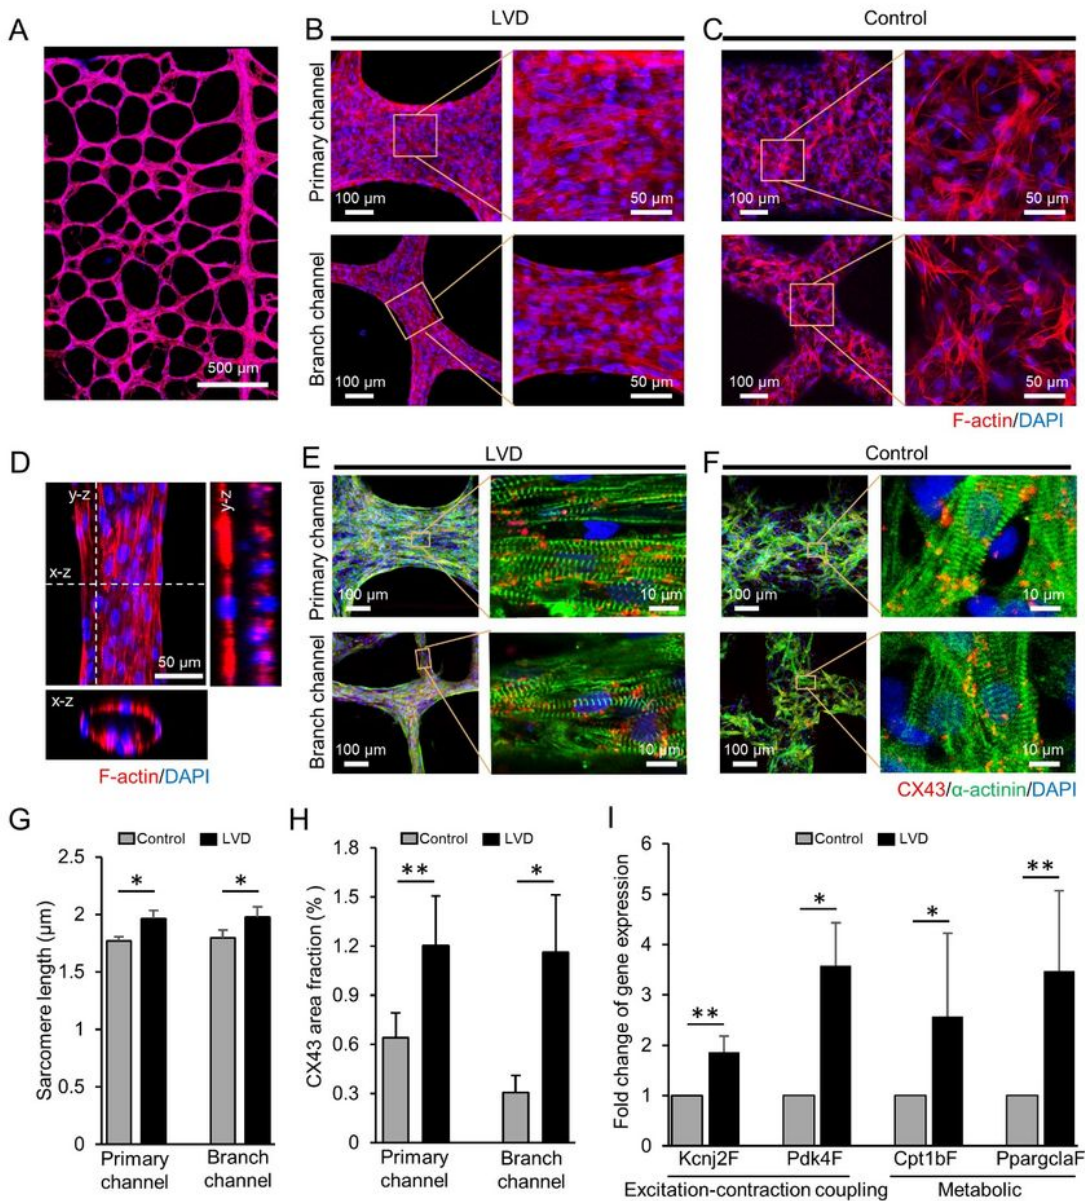 A
500 µm
B
LVD
Primary channel
100 µm
50 µm
Branch channel
100 µm
50 µm
C
Control
100 µm
50 µm
100 µm
50 µm
F-actin/DAPI
D
y-z
x-z
50 µm
y-z
x-z
F-actin/DAPI
E
LVD
Primary channel
100 µm
10 µm
Branch channel
100 µm
10 µm
F
Control
100 µm
10 µm
100 µm
10 µm
CX43/α-actinin/DAPI
G
Control LVD
Sarcomere length (µm)
2.5
2
1.5
1
0.5
0
* *
Primary channel
Branch channel
H
Control LVD
CX43 area fraction (%)
1.8
1.5
1.2
0.9
0.6
0.3
0
** *
Primary channel
Branch channel
I
Control LVD
Fold change of gene expression
6
5
4
3
2
1
0
** * * **
Kcnj2F Pdk4F Cpt1bF PpargclaF
Excitation-contraction coupling Metabolic